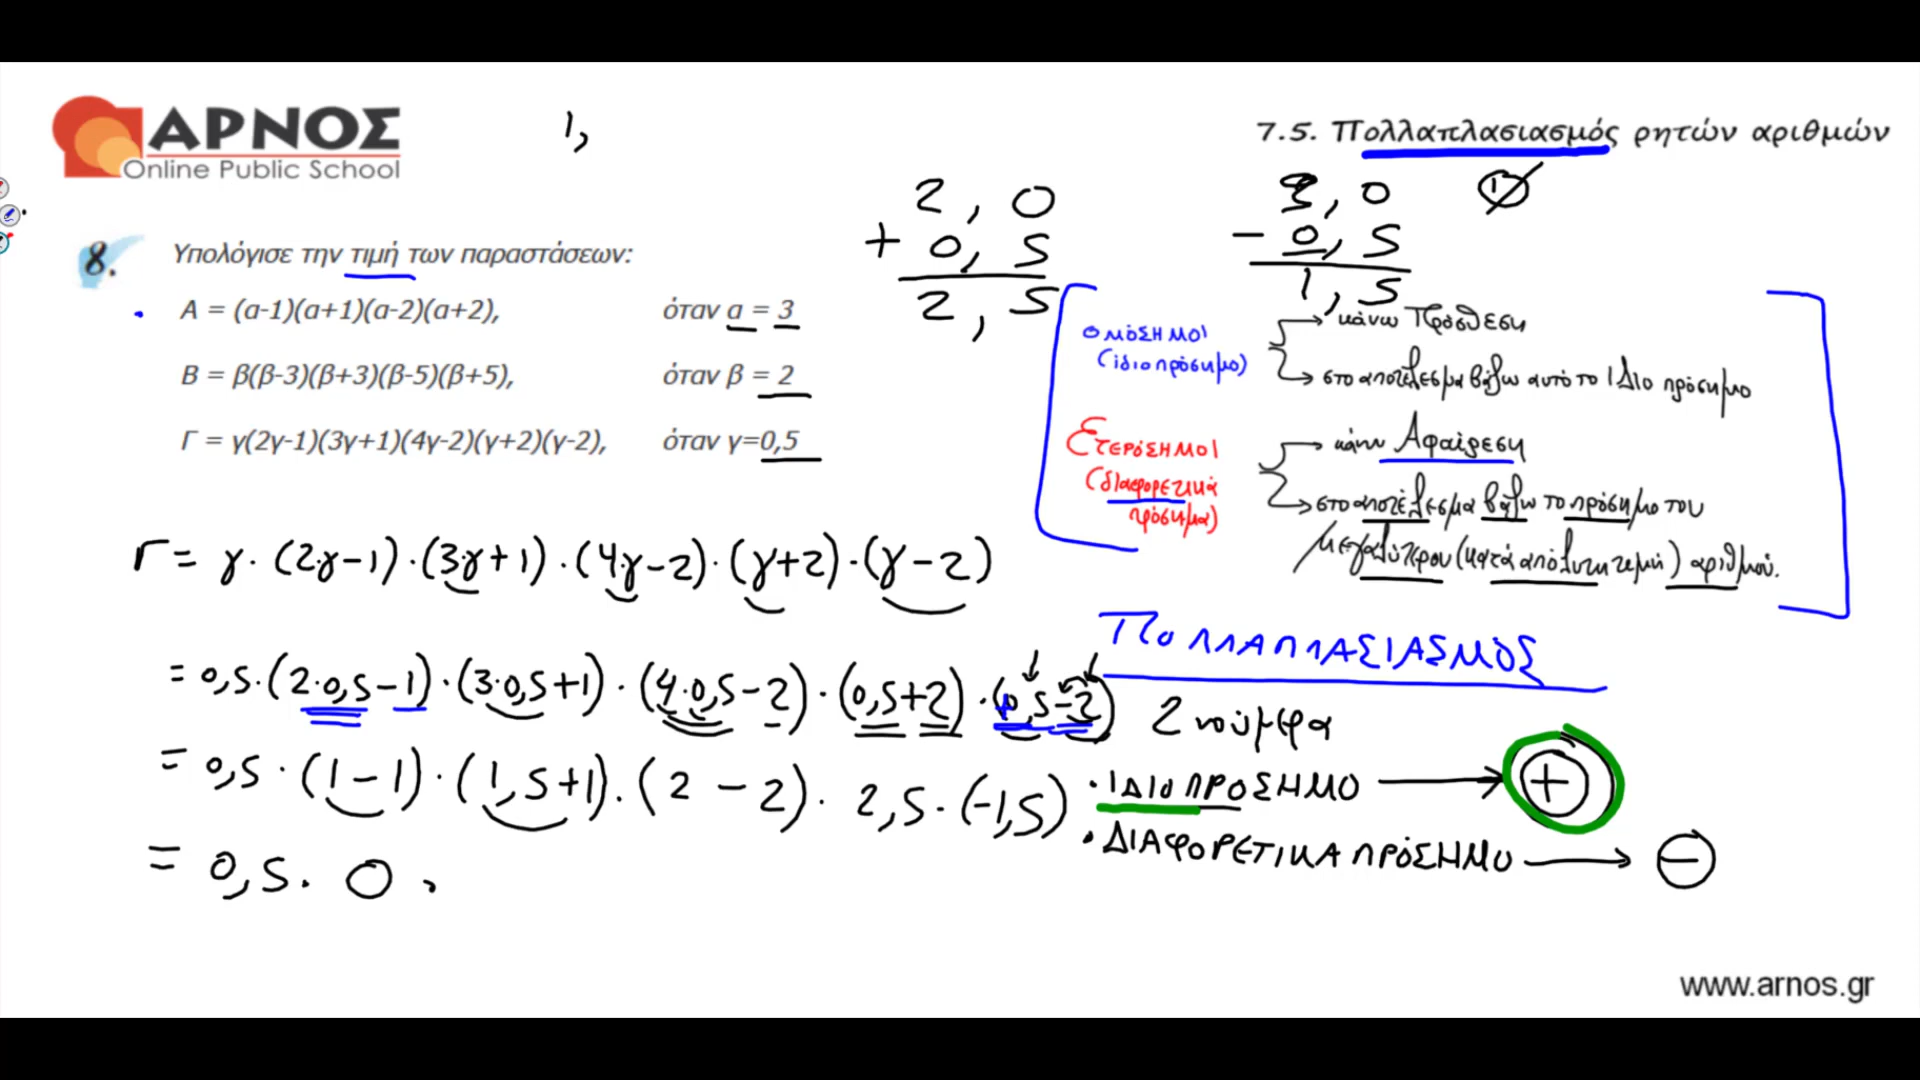 ΑΡΝΟΣ
Online Public School
1,
7.5. Πολλαπλασιασμός ρητών αριθμών
2,0
+ 0,5
2,5
,0
- 0,5
1,5
8. Υπολόγισε την τιμή των παραστάσεων:
Α = (α-1)(α+1)(α-2)(α+2), όταν α = 3
Β = β(β-3)(β+3)(β-5)(β+5), όταν β = 2
Γ = γ(2γ-1)(3γ+1)(4γ-2)(γ+2)(γ-2), όταν γ=0,5
ομόσημοι
(ίδιο πρόσημο)
κάνω Πρόσθεση
στο αποτέλεσμα βάζω αυτό το ίδιο πρόσημο
Ετερόσημοι
(διαφορετικά
πρόσημα)
κάνω Αφαίρεση
στο αποτέλεσμα βάζω το πρόσημο του
μεγαλύτερου (κατά απόλυτη τιμή) αριθμού.
Γ = γ · (2·γ-1) · (3·γ+1) · (4·γ-2) · (γ+2) · (γ-2)
= 0,5 · (2·0,5-1) · (3·0,5+1) · (4·0,5-2) · (0,5+2) · (+0,5-2)
= 0,5 · (1-1) · (1,5+1) · (2-2) · 2,5 · (-1,5)
= 0,5 · 0 ·
ΠΟΛΛΑΠΛΑΣΙΑΣΜΌΣ
2 νούμερα
· ΙΔΙΟ ΠΡΟΣΗΜΟ → +
· ΔΙΑΦΟΡΕΤΙΚΑ ΠΡΌΣΗΜΟ → -
www.arnos.gr